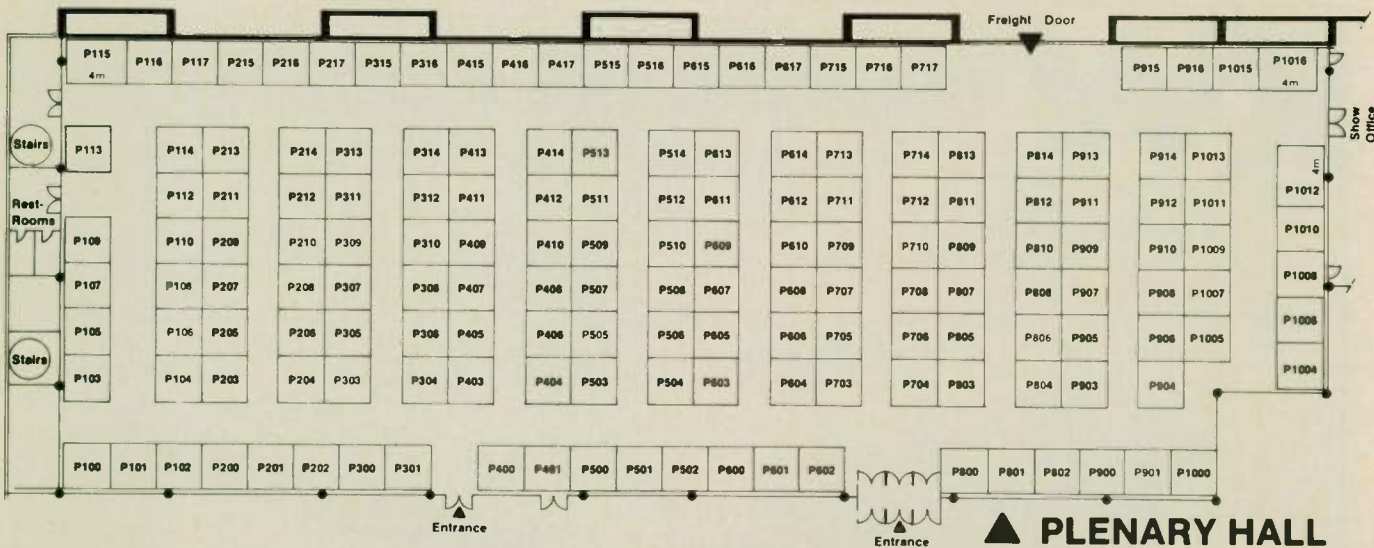 Freight Door
P115 P116 P117 P215 P216 P217 P315 P316 P415 P416 P417 P515 P516 P615 P616 P617 P715 P716 P717 P915 P916 P1015 P1016
4m 4m
Show Office
Stairs
P113 P114 P213 P214 P313 P314 P413 P414 P513 P514 P613 P614 P713 P714 P813 P814 P913 P914 P1013
4m
Rest-
Rooms
P112 P211 P212 P311 P312 P411 P412 P511 P512 P611 P612 P711 P712 P811 P812 P911 P912 P1011 P1012
P109 P110 P209 P210 P309 P310 P409 P410 P509 P510 P609 P610 P709 P710 P809 P810 P909 P910 P1009 P1010
P107 P108 P207 P208 P307 P308 P407 P408 P507 P508 P607 P608 P707 P708 P807 P808 P907 P908 P1007 P1008
P105 P106 P205 P206 P305 P306 P405 P406 P505 P506 P605 P606 P705 P706 P805 P806 P905 P906 P1005 P1006
Stairs
P103 P104 P203 P204 P303 P304 P403 P404 P503 P504 P603 P604 P703 P704 P803 P804 P903 P904 P1004
P100 P101 P102 P200 P201 P202 P300 P301 P400 P401 P500 P501 P502 P600 P601 P602 P800 P801 P802 P900 P901 P1000
Entrance
Entrance
PLENARY HALL